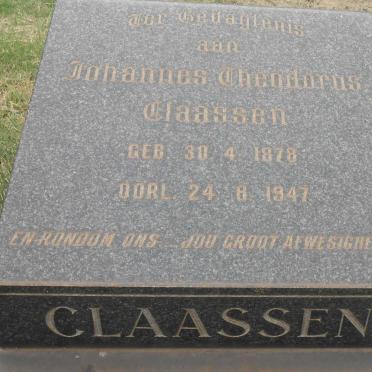 Ter Gedagtenis
aan
Johannes Theodorus
Claassen
GEB. 30. 4. 1878
OORL. 24. 8. 1947
EN RONDOM ONS JOU GROOT AFWESIGHE
CLAASSEN